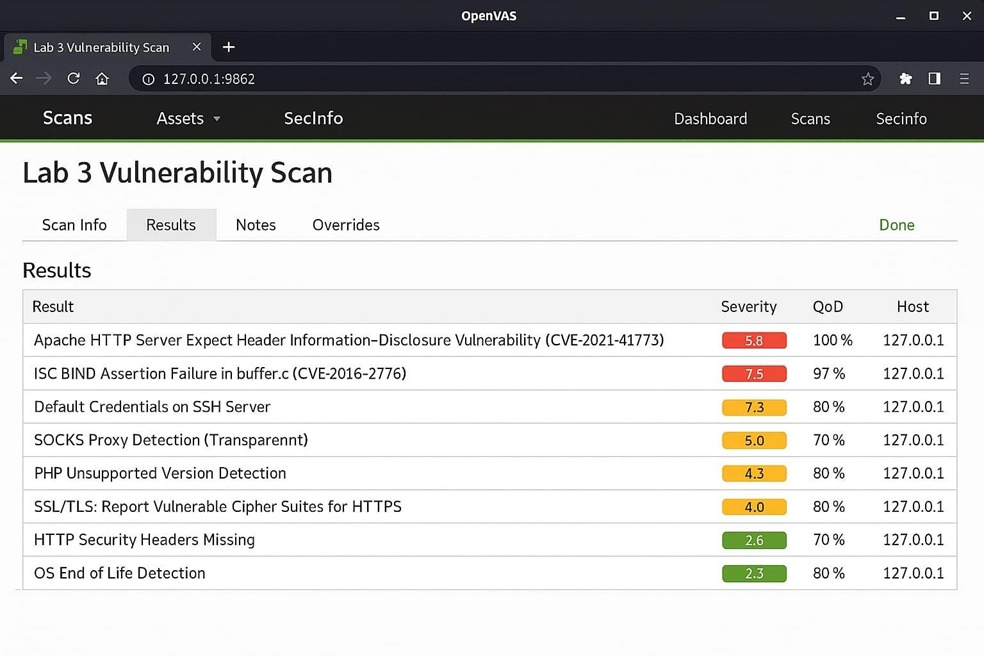 OpenVAS
Lab 3 Vulnerability Scan
127.0.0.1:9862
Scans Assets SecInfo Dashboard Scans Secinfo
Lab 3 Vulnerability Scan
Scan Info Results Notes Overrides Done
Results
Result Severity QoD Host
Apache HTTP Server Expect Header Information–Disclosure Vulnerability (CVE-2021-41773) 5.8 100 % 127.0.0.1
ISC BIND Assertion Failure in buffer.c (CVE-2016-2776) 7.5 97 % 127.0.0.1
Default Credentials on SSH Server 7.3 80 % 127.0.0.1
SOCKS Proxy Detection (Transparennt) 5.0 70 % 127.0.0.1
PHP Unsupported Version Detection 4.3 80 % 127.0.0.1
SSL/TLS: Report Vulnerable Cipher Suites for HTTPS 4.0 80 % 127.0.0.1
HTTP Security Headers Missing 2.6 70 % 127.0.0.1
OS End of Life Detection 2.3 80 % 127.0.0.1